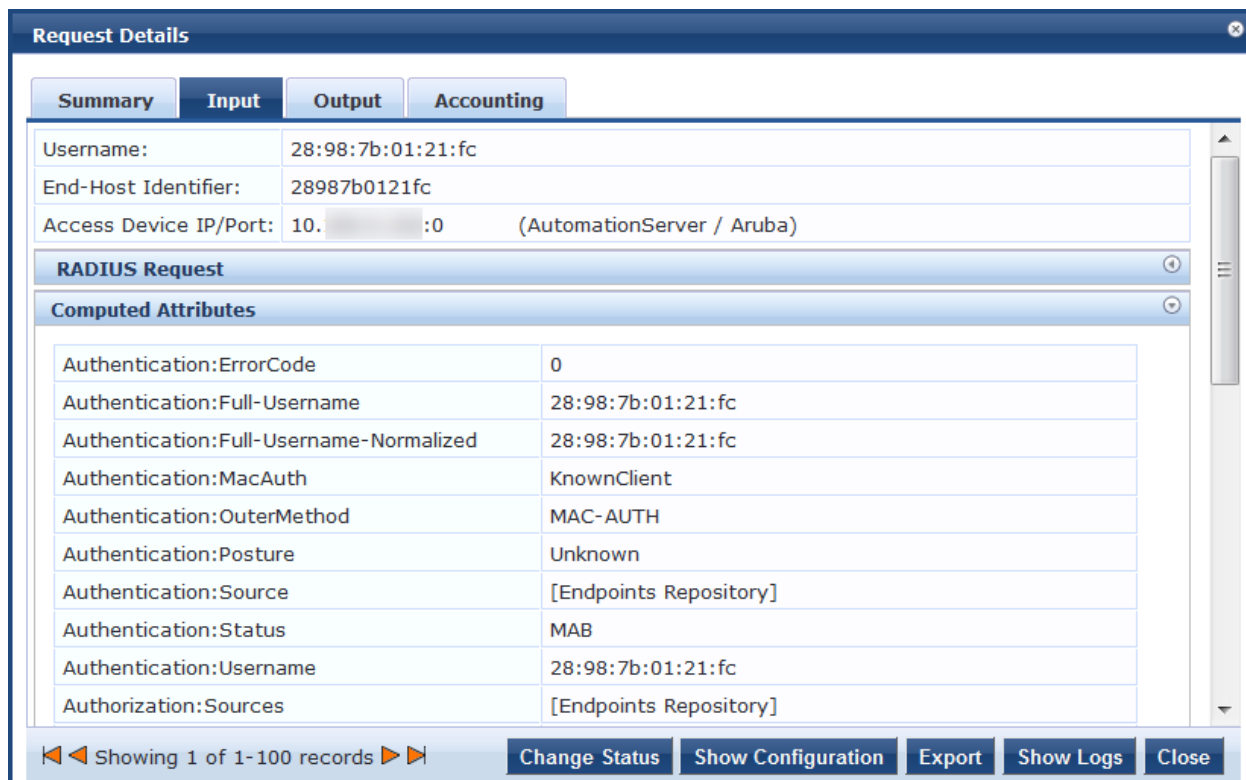 Request Details
Summary Input Output Accounting
Username: 28:98:7b:01:21:fc
End-Host Identifier: 28987b0121fc
Access Device IP/Port: 10. :0 (AutomationServer / Aruba)
RADIUS Request
Computed Attributes
Authentication:ErrorCode 0
Authentication:Full-Username 28:98:7b:01:21:fc
Authentication:Full-Username-Normalized 28:98:7b:01:21:fc
Authentication:MacAuth KnownClient
Authentication:OuterMethod MAC-AUTH
Authentication:Posture Unknown
Authentication:Source [Endpoints Repository]
Authentication:Status MAB
Authentication:Username 28:98:7b:01:21:fc
Authorization:Sources [Endpoints Repository]
Showing 1 of 1-100 records Change Status Show Configuration Export Show Logs Close